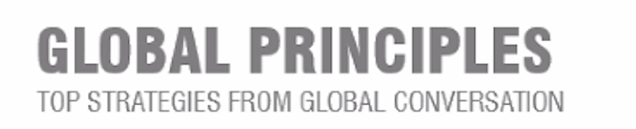 GLOBAL PRINCIPLES
TOP STRATEGIES FROM GLOBAL CONVERSATION